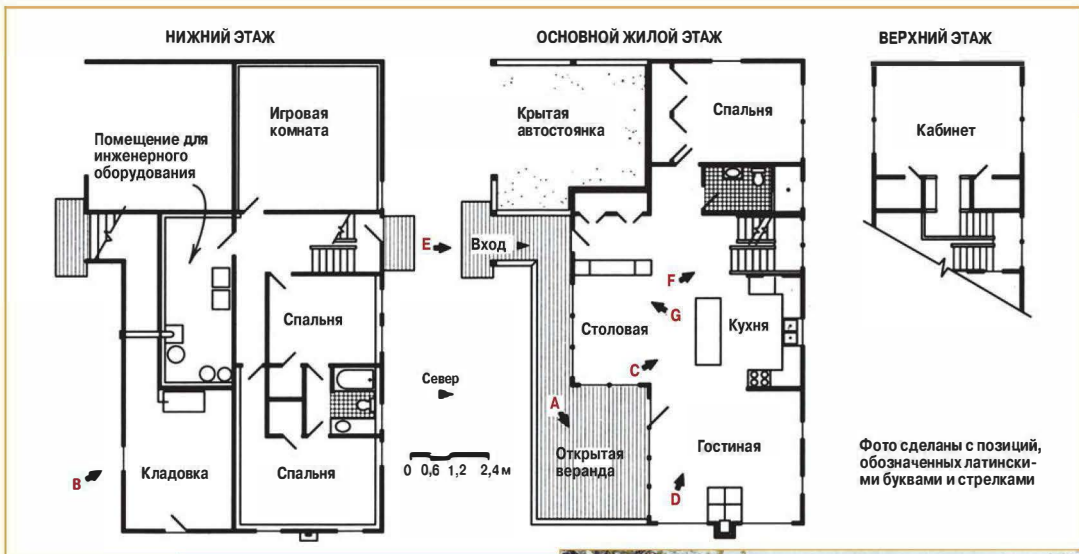 НИЖНИЙ ЭТАЖ
Игровая
комната
Помещение для
инженерного
оборудования
Спальня
Кладовка
Спальня
B
E
Север
0 0,6 1,2 2,4 м
ОСНОВНОЙ ЖИЛОЙ ЭТАЖ
Крытая
автостоянка
Спальня
Вход
F
G
Столовая
Кухня
C
A
Открытая
веранда
Гостиная
D
ВЕРХНИЙ ЭТАЖ
Кабинет
Фото сделаны с позиций,
обозначенных латински-
ми буквами и стрелками